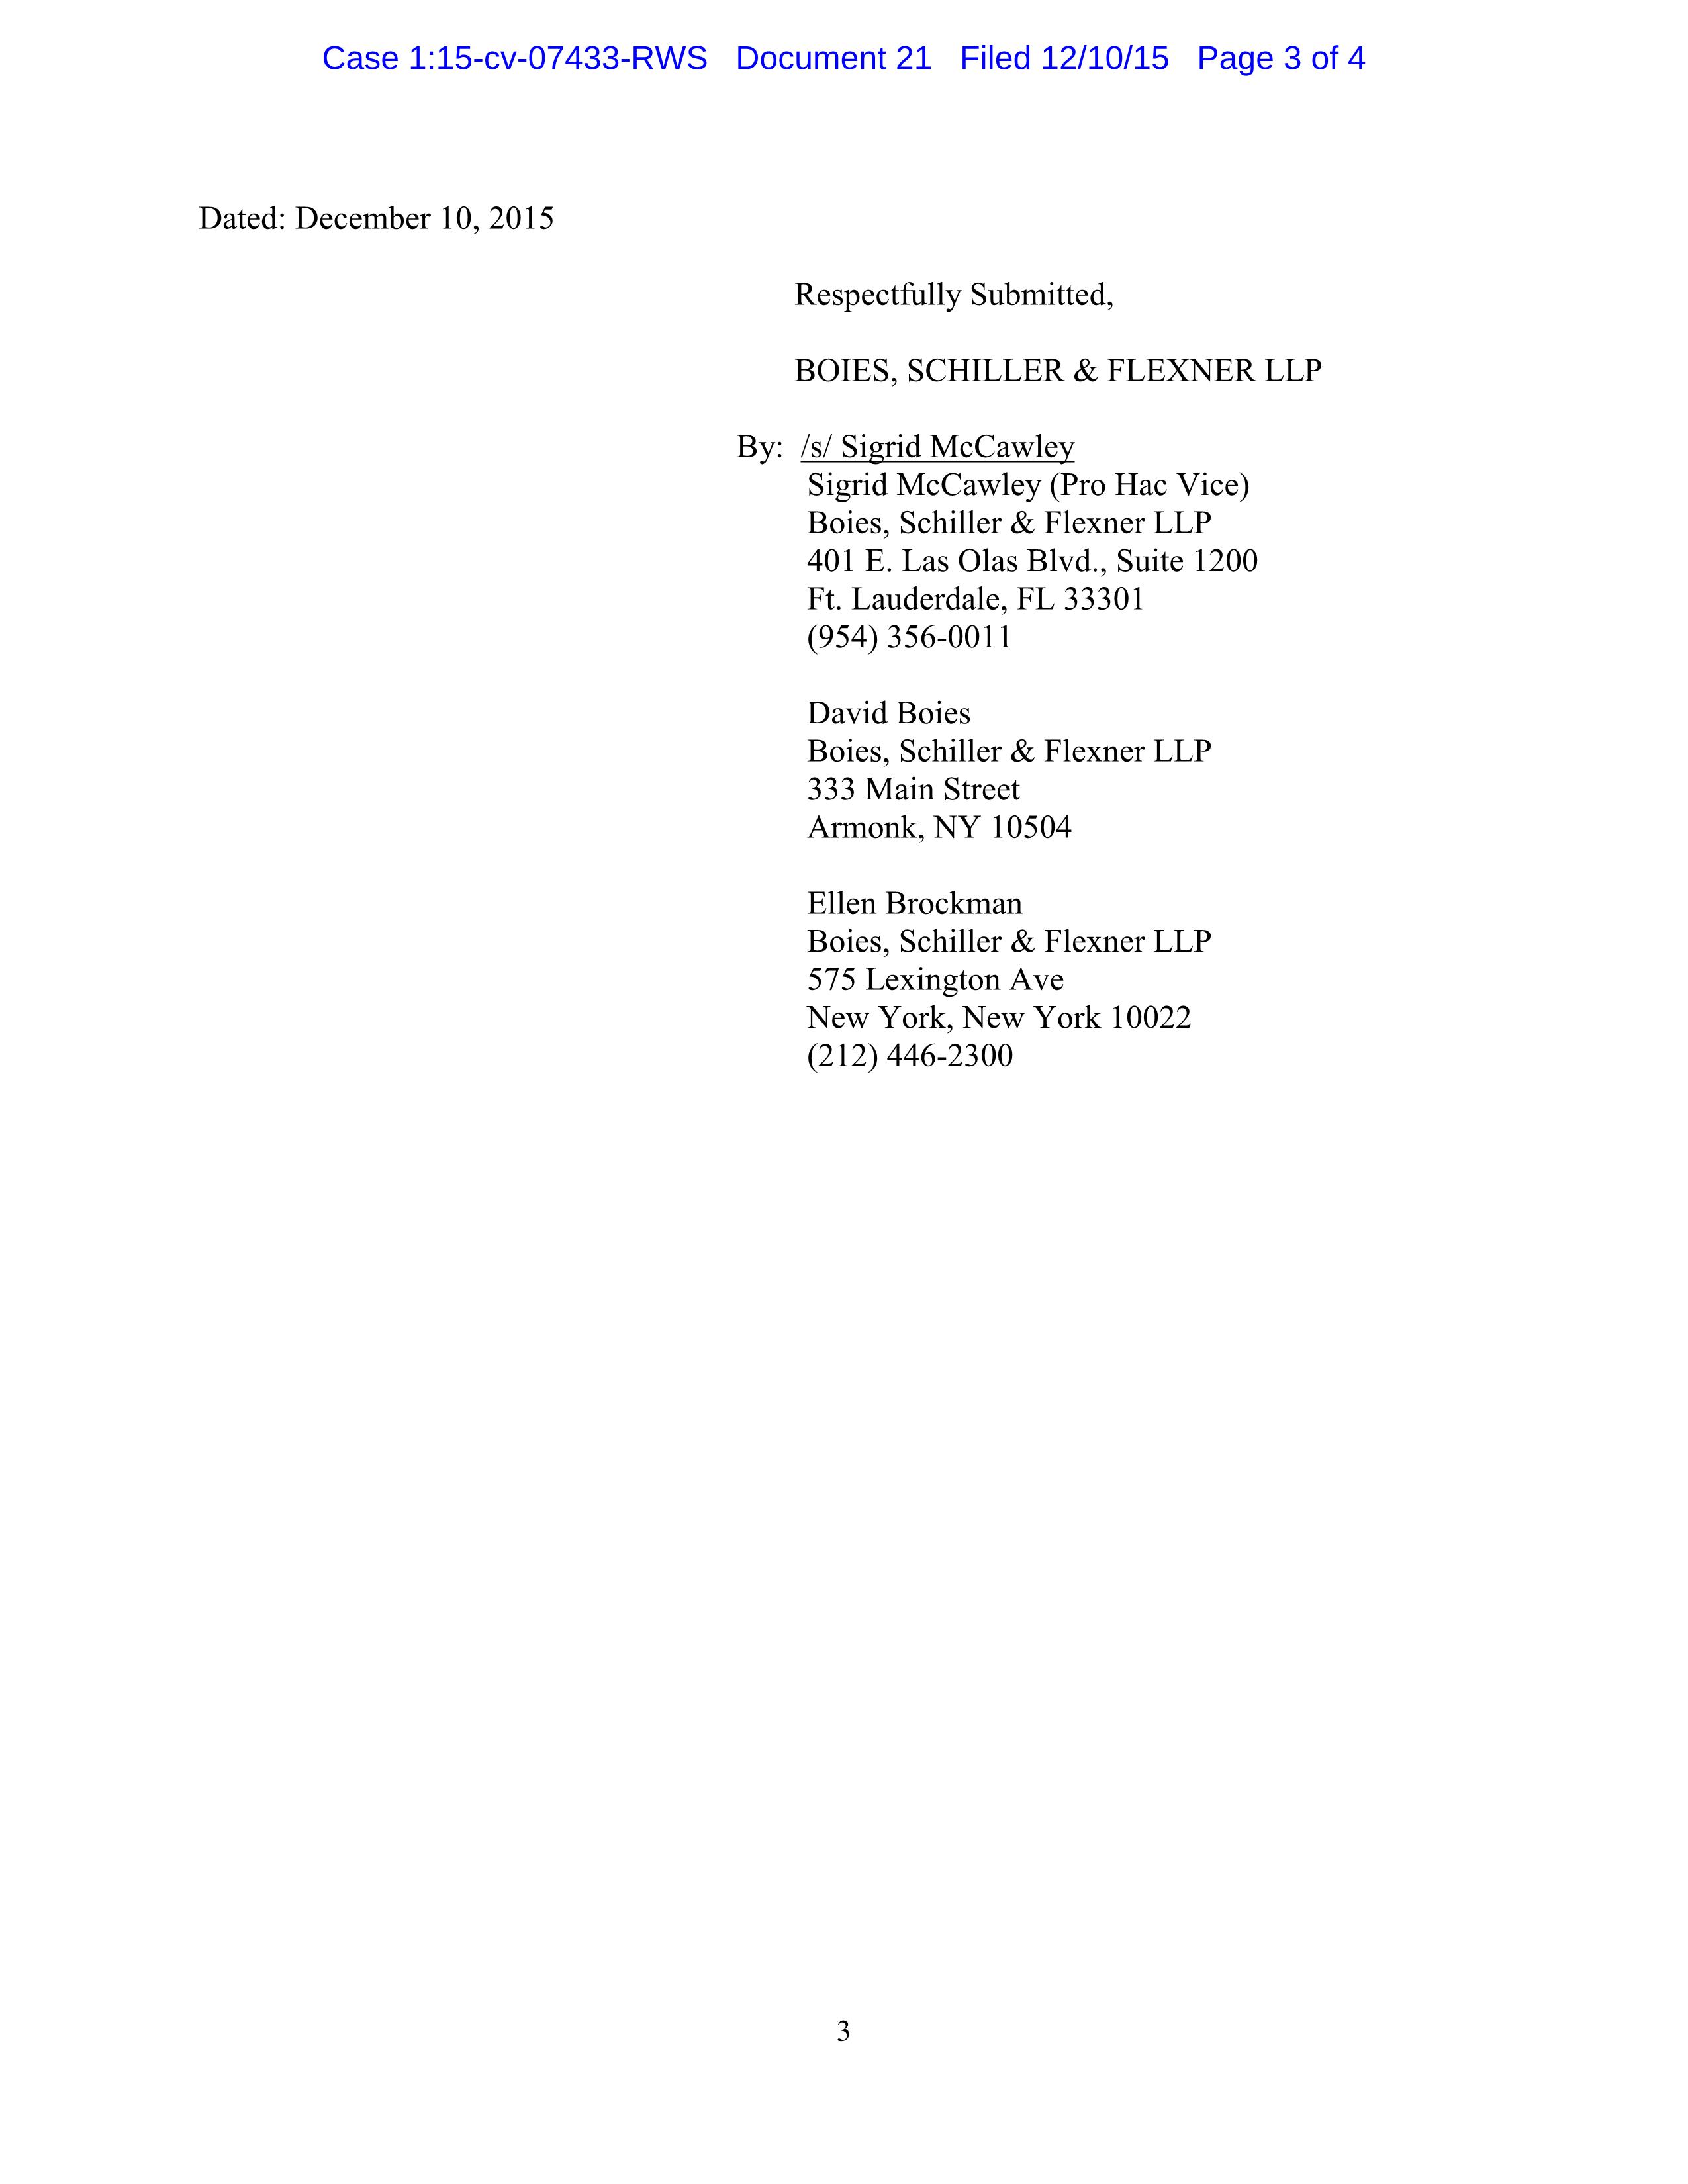 Case 1:15-cv-07433-RWS Document 21 Filed 12/10/15 Page 3 of 4
Dated: December 10, 2015
Respectfully Submitted,
BOIES, SCHILLER & FLEXNER LLP
By: /s/ Sigrid McCawley
Sigrid McCawley (Pro Hac Vice)
Boies, Schiller & Flexner LLP
401 E. Las Olas Blvd., Suite 1200
Ft. Lauderdale, FL 33301
(954) 356-0011
David Boies
Boies, Schiller & Flexner LLP
333 Main Street
Armonk, NY 10504
Ellen Brockman
Boies, Schiller & Flexner LLP
575 Lexington Ave
New York, New York 10022
(212) 446-2300
3